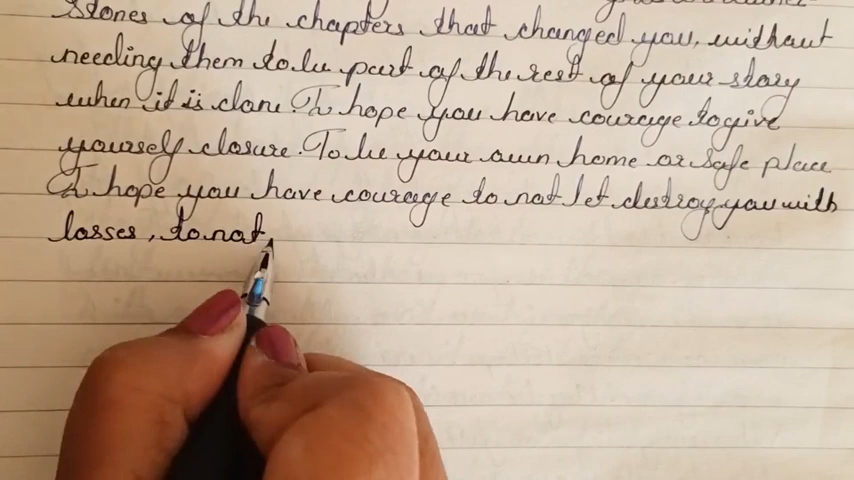 stones of the chapters that changed you, without
needing them to be part of the rest of your story
when it is done. I hope you have courage to give
yourself closure. To be your own home or safe place
I hope you have courage to not let destroy you with
losses, to not